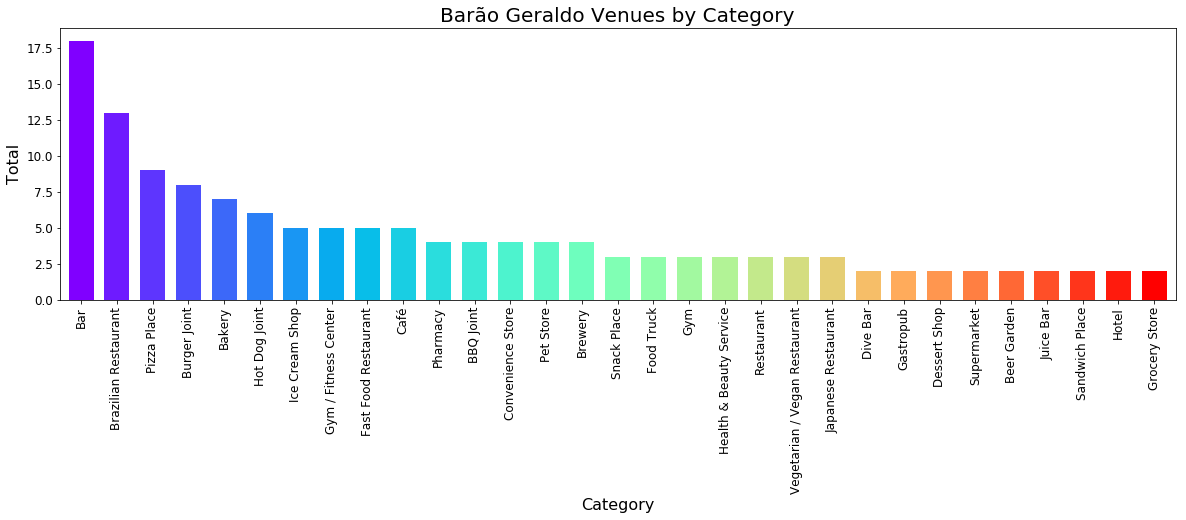 Barão Geraldo Venues by Category
Total
17.5
15.0
12.5
10.0
7.5
5.0
2.5
0.0
Bar
Brazilian Restaurant
Pizza Place
Burger Joint
Bakery
Hot Dog Joint
Ice Cream Shop
Gym / Fitness Center
Fast Food Restaurant
Café
Pharmacy
BBQ Joint
Convenience Store
Pet Store
Brewery
Snack Place
Food Truck
Gym
Health & Beauty Service
Restaurant
Vegetarian / Vegan Restaurant
Japanese Restaurant
Dive Bar
Gastropub
Dessert Shop
Supermarket
Beer Garden
Juice Bar
Sandwich Place
Hotel
Grocery Store
Category